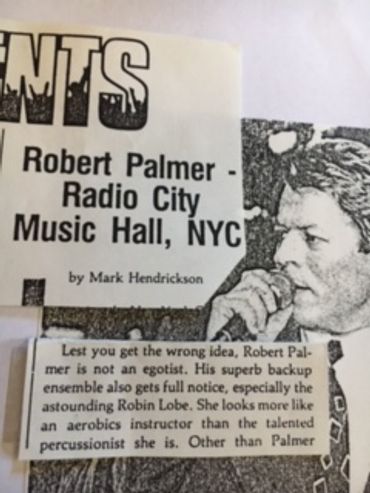 ENTS
Robert Palmer -
Radio City
Music Hall, NYC
by Mark Hendrickson
Lest you get the wrong idea, Robert Pal-
mer is not an egotist. His superb backup
ensemble also gets full notice, especially the
astounding Robin Lobe. She looks more like
an aerobics instructor than the talented
percussionist she is. Other than Palmer